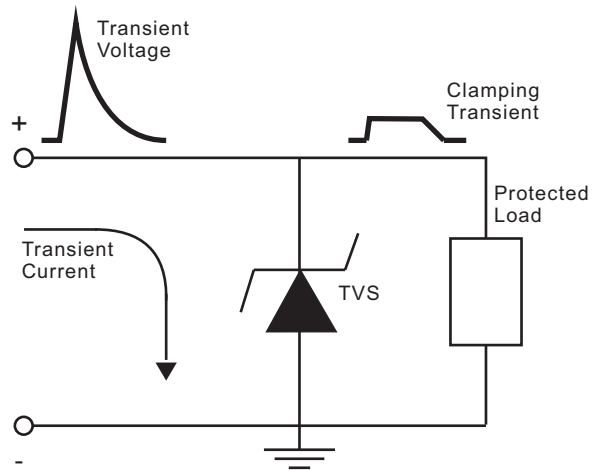 Transient
Voltage
Clamping
Transient
+
Protected
Load
Transient
Current
TVS
-